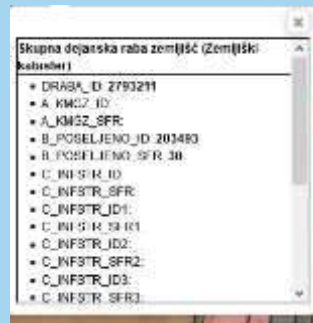 Skupna dejanska raba zemljišč (Zemljiški
kataster)
DRABA_ID: 2793211
A_KMGZ_ID:
A_KMGZ_SFR:
B_POSELJENO_ID: 203493
B_POSELJENO_SFR: 30
C_INFSTR_ID:
C_INFSTR_SFR:
C_INFSTR_ID1:
C_INFSTR_SFR1:
C_INFSTR_ID2:
C_INFSTR_SFR2:
C_INFSTR_ID3:
C_INFSTR_SFR3: